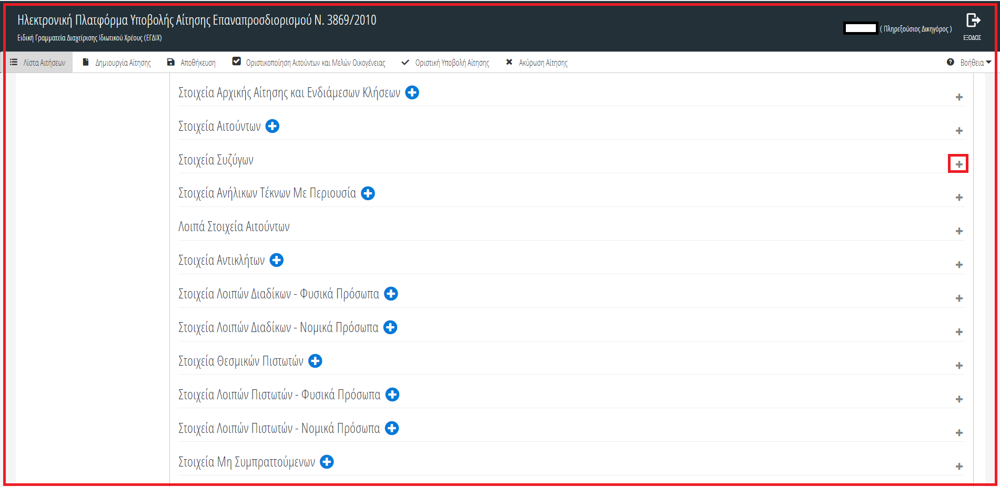 Ηλεκτρονική Πλατφόρμα Υποβολής Αίτησης Επαναπροσδιορισμού Ν. 3869/2010
Ειδική Γραμματεία Διαχείρισης Ιδιωτικού Χρέους (ΕΓΔΙΧ)
( Πληρεξούσιος Δικηγόρος )
ΕΞΟΔΟΣ
Λίστα Αιτήσεων Δημιουργία Αίτησης Αποθήκευση Οριστικοποίηση Αιτούντων και Μελών Οικογένειας Οριστική Υποβολή Αίτησης Ακύρωση Αίτησης Βοήθεια
Στοιχεία Αρχικής Αίτησης και Ενδιάμεσων Κλήσεων
Στοιχεία Αιτούντων
Στοιχεία Συζύγων
Στοιχεία Ανήλικων Τέκνων Με Περιουσία
Λοιπά Στοιχεία Αιτούντων
Στοιχεία Αντικλήτων
Στοιχεία Λοιπών Διαδίκων - Φυσικά Πρόσωπα
Στοιχεία Λοιπών Διαδίκων - Νομικά Πρόσωπα
Στοιχεία Θεσμικών Πιστωτών
Στοιχεία Λοιπών Πιστωτών - Φυσικά Πρόσωπα
Στοιχεία Λοιπών Πιστωτών - Νομικά Πρόσωπα
Στοιχεία Μη Συμπραττούμενων